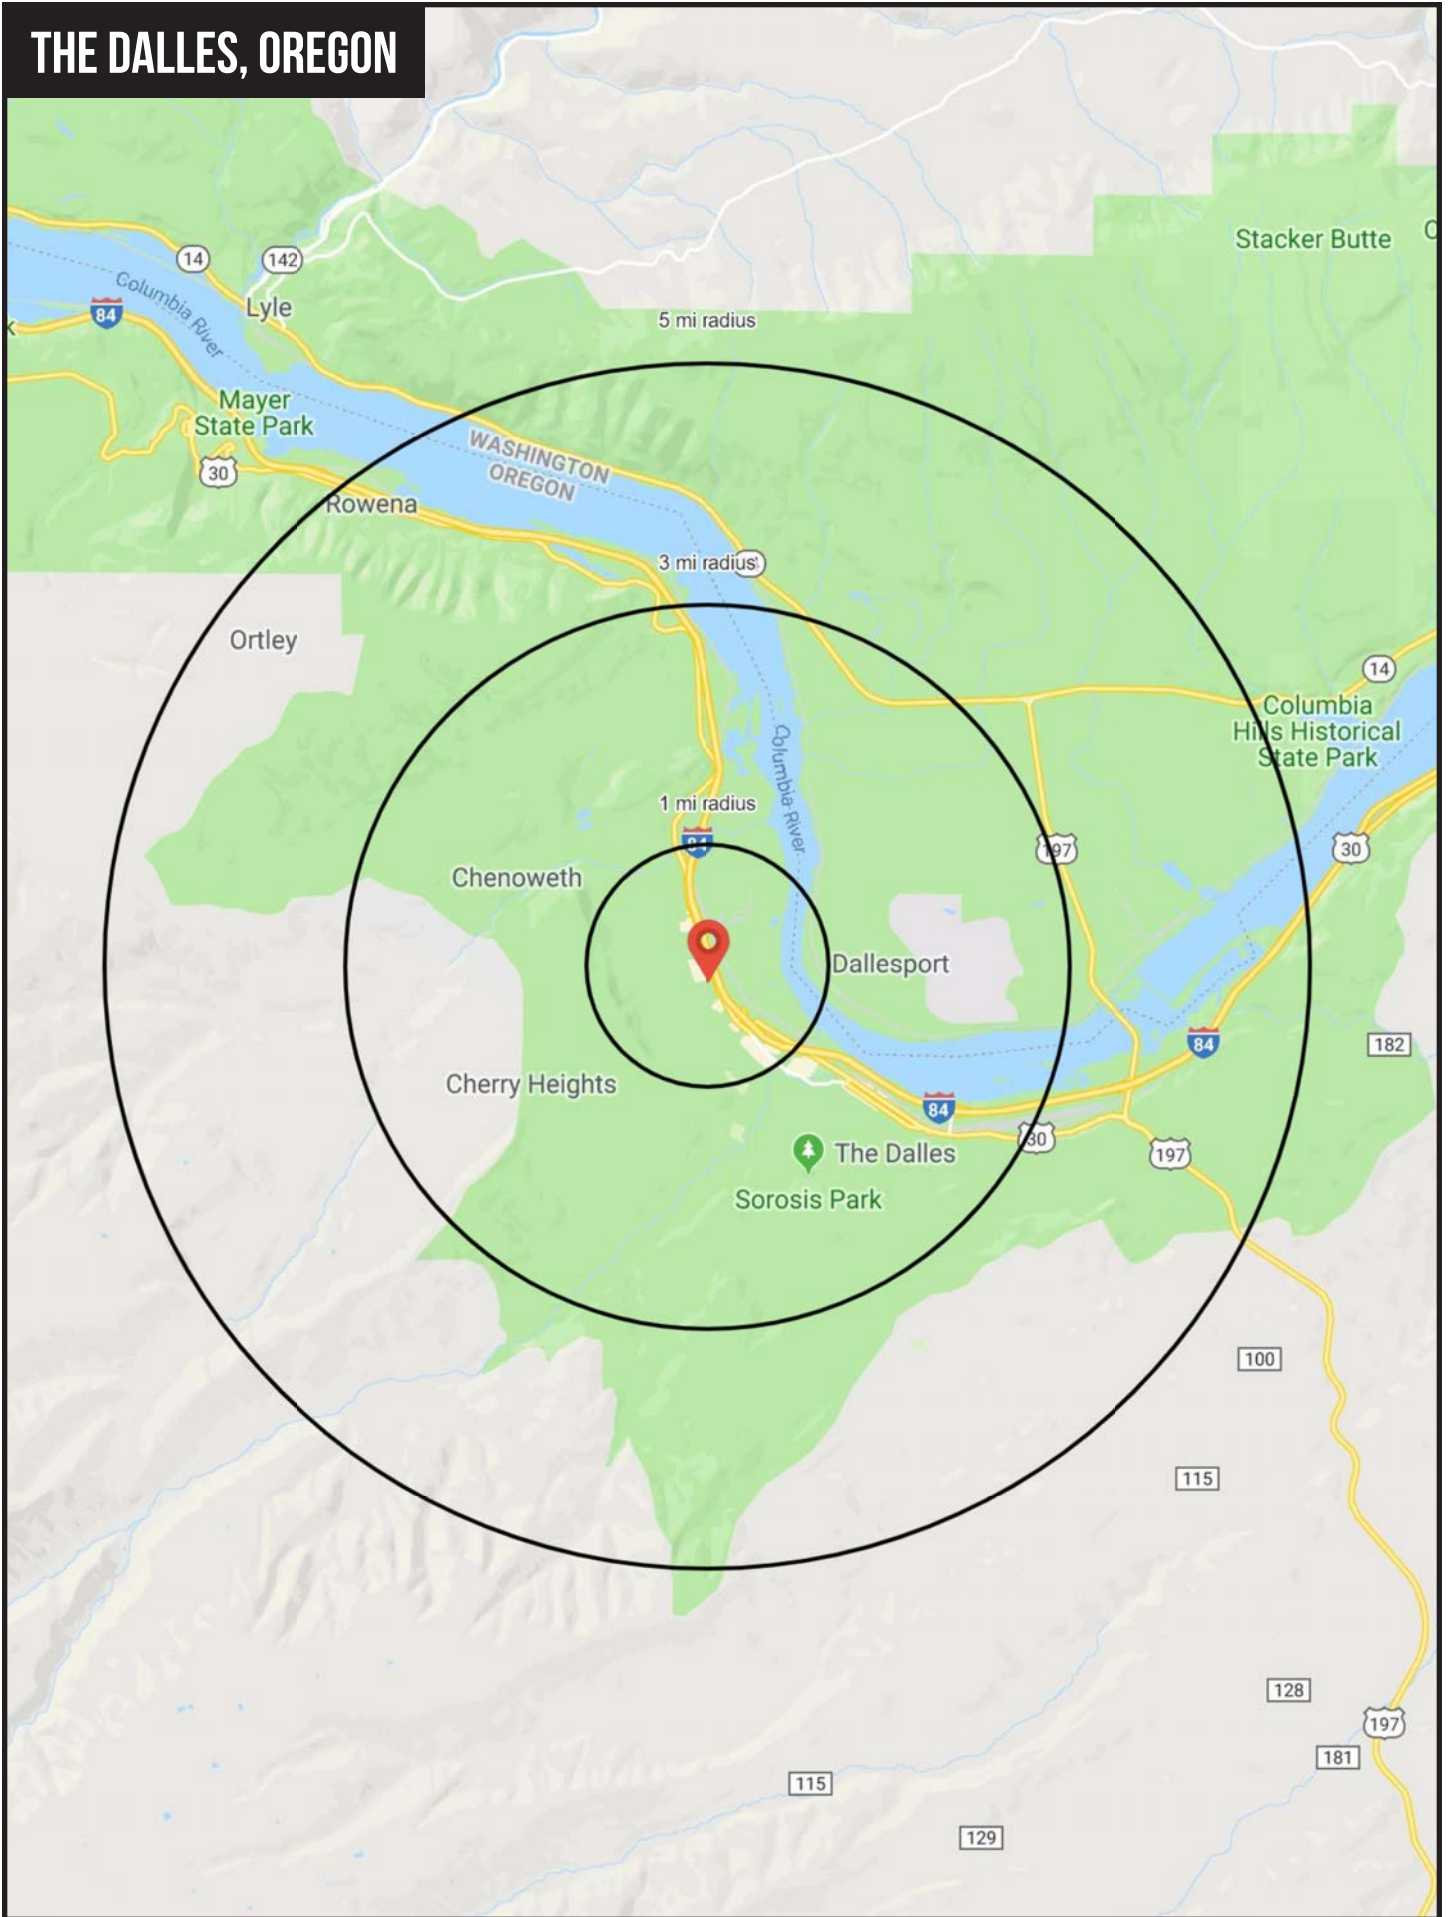 THE DALLES, OREGON
Stacker Butte
14
142
Columbia River
Lyle
84
5 mi radius
Mayer
State Park
WASHINGTON
OREGON
30
Rowena
3 mi radius
Ortley
14
Columbia
Hills Historical
State Park
Columbia River
1 mi radius
84
197
30
Chenoweth
Dallesport
84
182
Cherry Heights
84
30
The Dalles
197
Sorosis Park
100
115
128
197
181
115
129